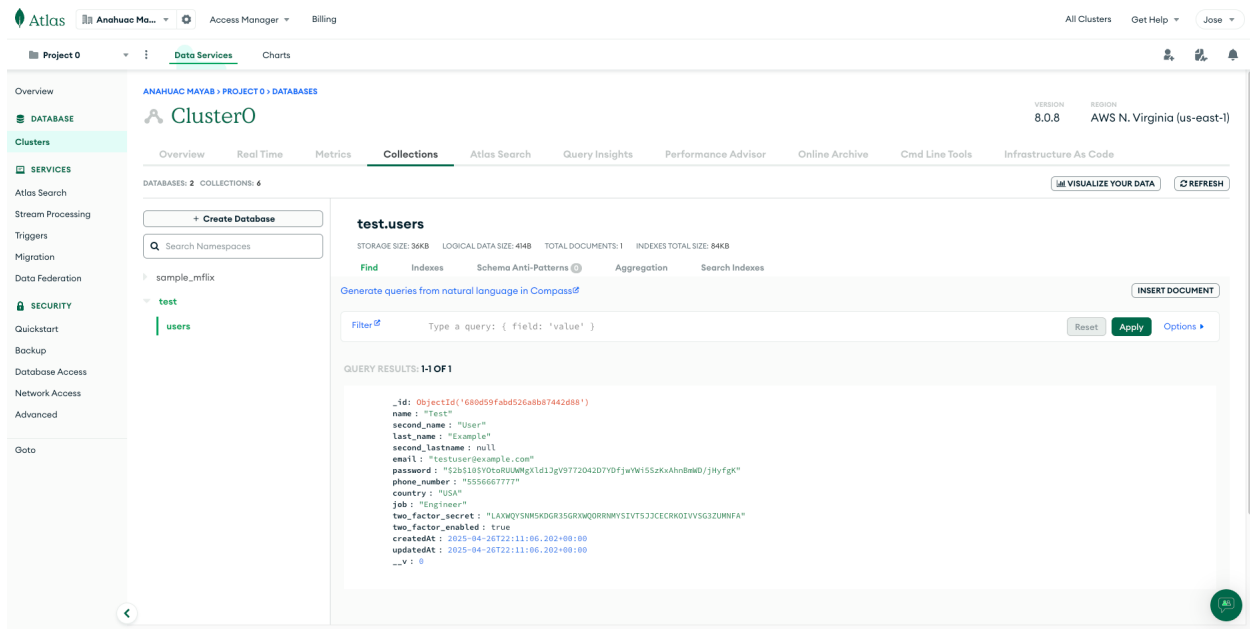 Atlas Anahuac Ma... Access Manager Billing All Clusters Get Help Jose
Project 0 Data Services Charts
Overview
DATABASE
Clusters
SERVICES
Atlas Search
Stream Processing
Triggers
Migration
Data Federation
SECURITY
Quickstart
Backup
Database Access
Network Access
Advanced
Goto
ANAHUAC MAYAB > PROJECT 0 > DATABASES
Cluster0
VERSION REGION
8.0.8 AWS N. Virginia (us-east-1)
Overview Real Time Metrics Collections Atlas Search Query Insights Performance Advisor Online Archive Cmd Line Tools Infrastructure As Code
DATABASES: 2 COLLECTIONS: 6 VISUALIZE YOUR DATA REFRESH
+ Create Database
Search Namespaces
sample_mflix
test
users
test.users
STORAGE SIZE: 36KB LOGICAL DATA SIZE: 414B TOTAL DOCUMENTS: 1 INDEXES TOTAL SIZE: 84KB
Find Indexes Schema Anti-Patterns 0 Aggregation Search Indexes
Generate queries from natural language in Compass INSERT DOCUMENT
Filter Type a query: { field: 'value' } Reset Apply Options
QUERY RESULTS: 1-1 OF 1
_id: ObjectId('680d59fabd526a8b87442d88')
name : "Test"
second_name : "User"
last_name : "Example"
second_lastname : null
email : "testuser@example.com"
password : "$2b$10$YOtoRUUWMgXld1JgV9772O42D7YDfjwYWi5SzKxAhnBmWD/jHyfgK"
phone_number : "5556667777"
country : "USA"
job : "Engineer"
two_factor_secret : "LAXWQYSNM5KDGR35GRXWQORRNMYSIVTSJJCECRKOIVVSG3ZUMNFA"
two_factor_enabled : true
createdAt : 2025-04-26T22:11:06.202+00:00
updatedAt : 2025-04-26T22:11:06.202+00:00
__v : 0